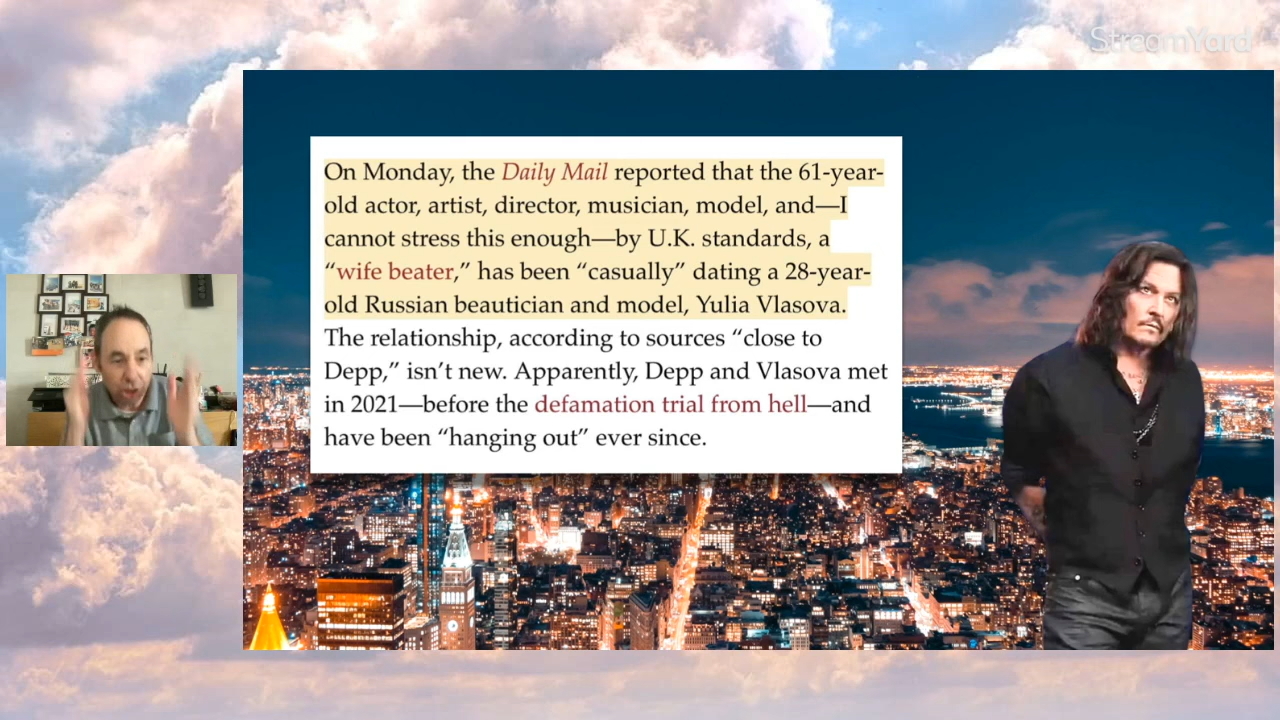 StreamYard
On Monday, the Daily Mail reported that the 61-year-
old actor, artist, director, musician, model, and—I
cannot stress this enough—by U.K. standards, a
“wife beater,” has been “casually” dating a 28-year-
old Russian beautician and model, Yulia Vlasova.
The relationship, according to sources “close to
Depp,” isn’t new. Apparently, Depp and Vlasova met
in 2021—before the defamation trial from hell—and
have been “hanging out” ever since.